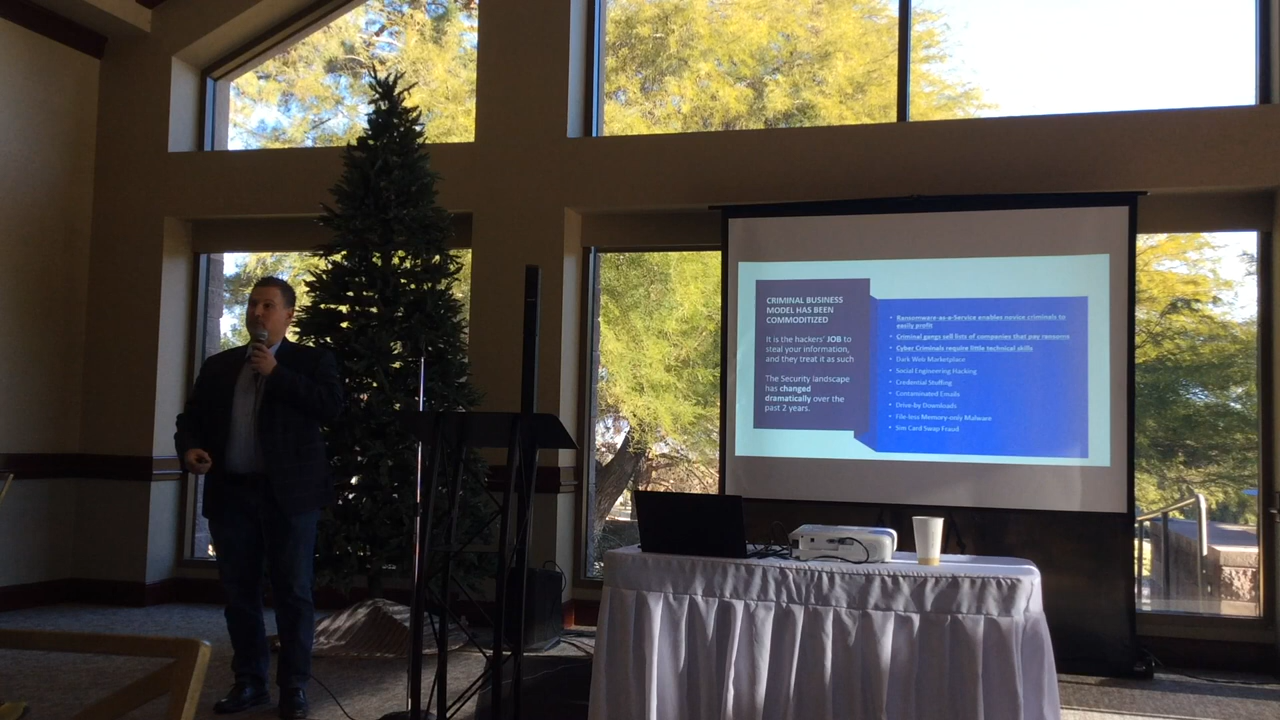 CRIMINAL BUSINESS
MODEL HAS BEEN
COMMODITIZED
It is the hackers' JOB to
steal your information,
and they treat it as such
The Security landscape
has changed
dramatically over the
past 2 years.
Ransomware-as-a-Service enables novice criminals to
easily profit
Criminal gangs sell lists of companies that pay ransoms
Cyber Criminals require little technical skills
Dark Web Marketplace
Social Engineering Hacking
Credential Stuffing
Contaminated Emails
Drive-by Downloads
File-less Memory-only Malware
Sim Card Swap Fraud